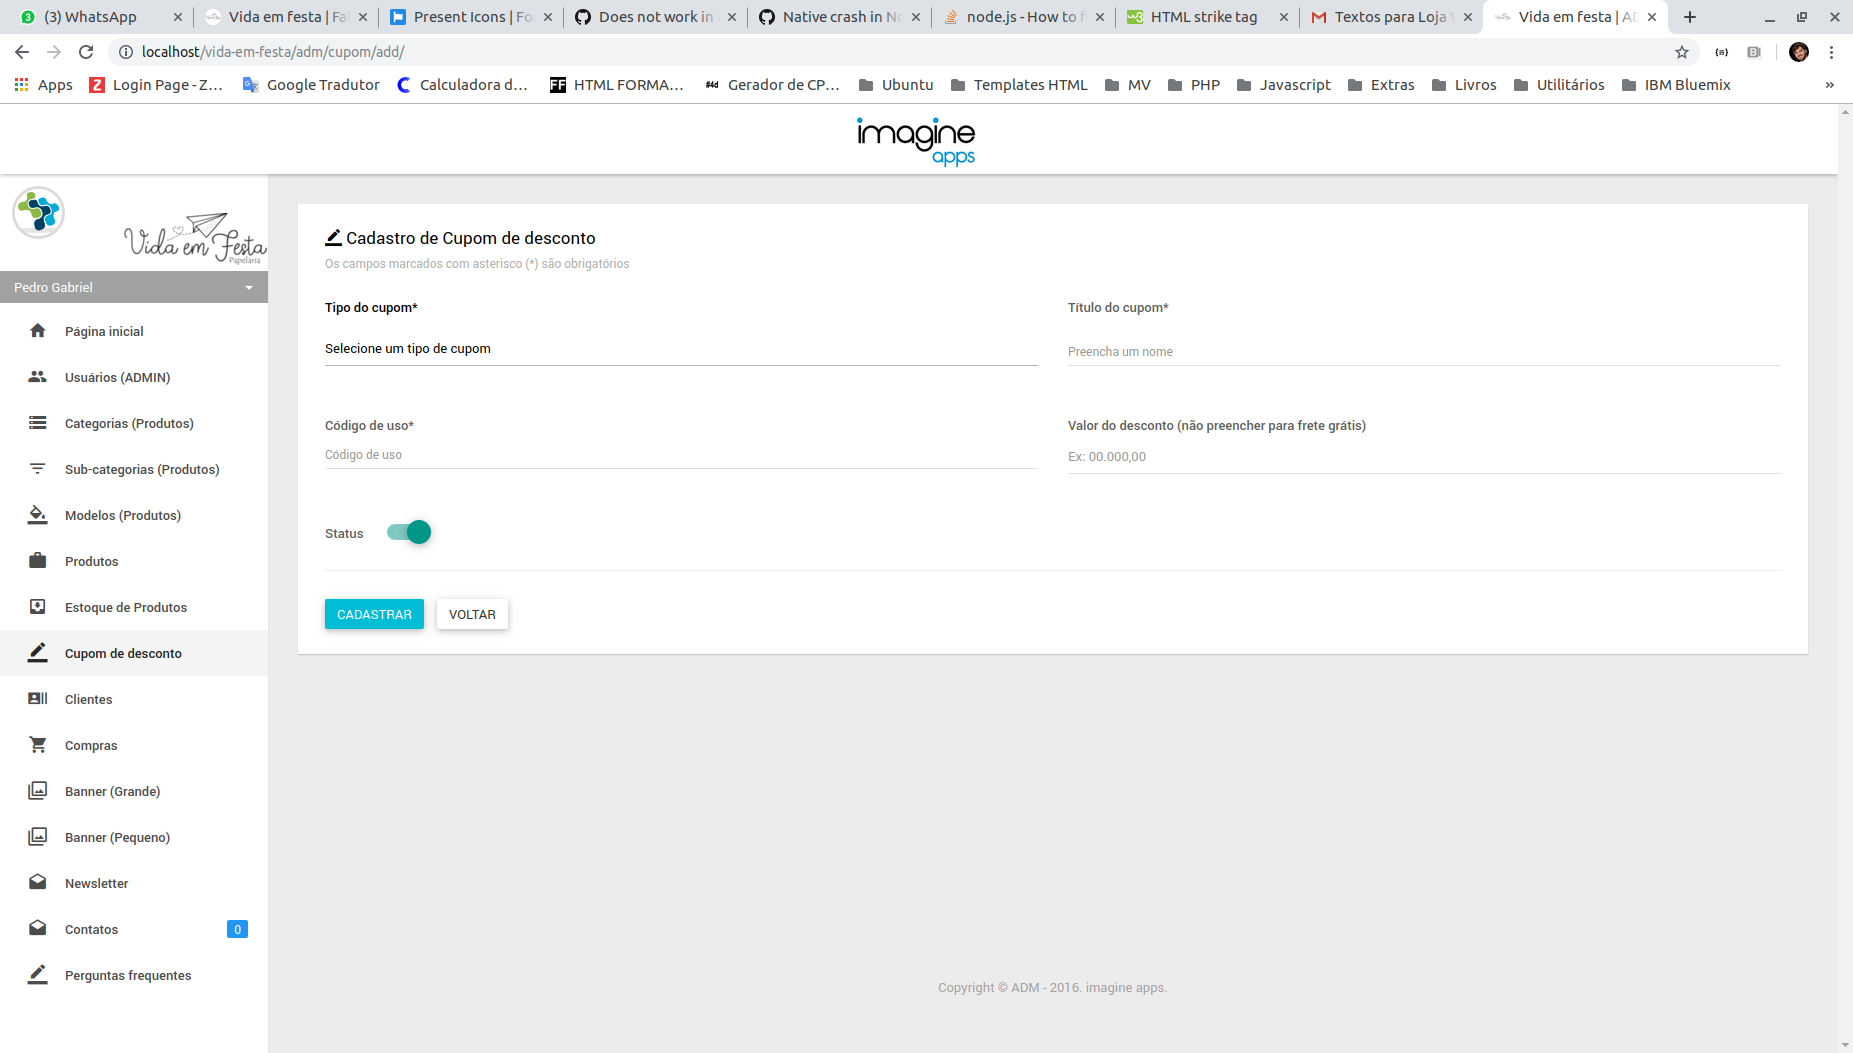 (3) WhatsApp
Vida em festa | Fa
Present Icons | Fo
Does not work in
Native crash in No
node.js - How to f
HTML strike tag
Textos para Loja V
Vida em festa | AD
localhost/vida-em-festa/adm/cupom/add/
Apps
Login Page - Z...
Google Tradutor
Calculadora d...
FF HTML FORMA...
#4d Gerador de CP...
Ubuntu
Templates HTML
MV
PHP
Javascript
Extras
Livros
Utilitários
IBM Bluemix
»
imagine
apps
Vida em Festa
Papelaria
Pedro Gabriel
Página inicial
Usuários (ADMIN)
Categorias (Produtos)
Sub-categorias (Produtos)
Modelos (Produtos)
Produtos
Estoque de Produtos
Cupom de desconto
Clientes
Compras
Banner (Grande)
Banner (Pequeno)
Newsletter
Contatos 0
Perguntas frequentes
Cadastro de Cupom de desconto
Os campos marcados com asterisco (*) são obrigatórios
Tipo do cupom*
Selecione um tipo de cupom
Título do cupom*
Preencha um nome
Código de uso*
Código de uso
Valor do desconto (não preencher para frete grátis)
Ex: 00.000,00
Status
CADASTRAR
VOLTAR
Copyright © ADM - 2016. imagine apps.